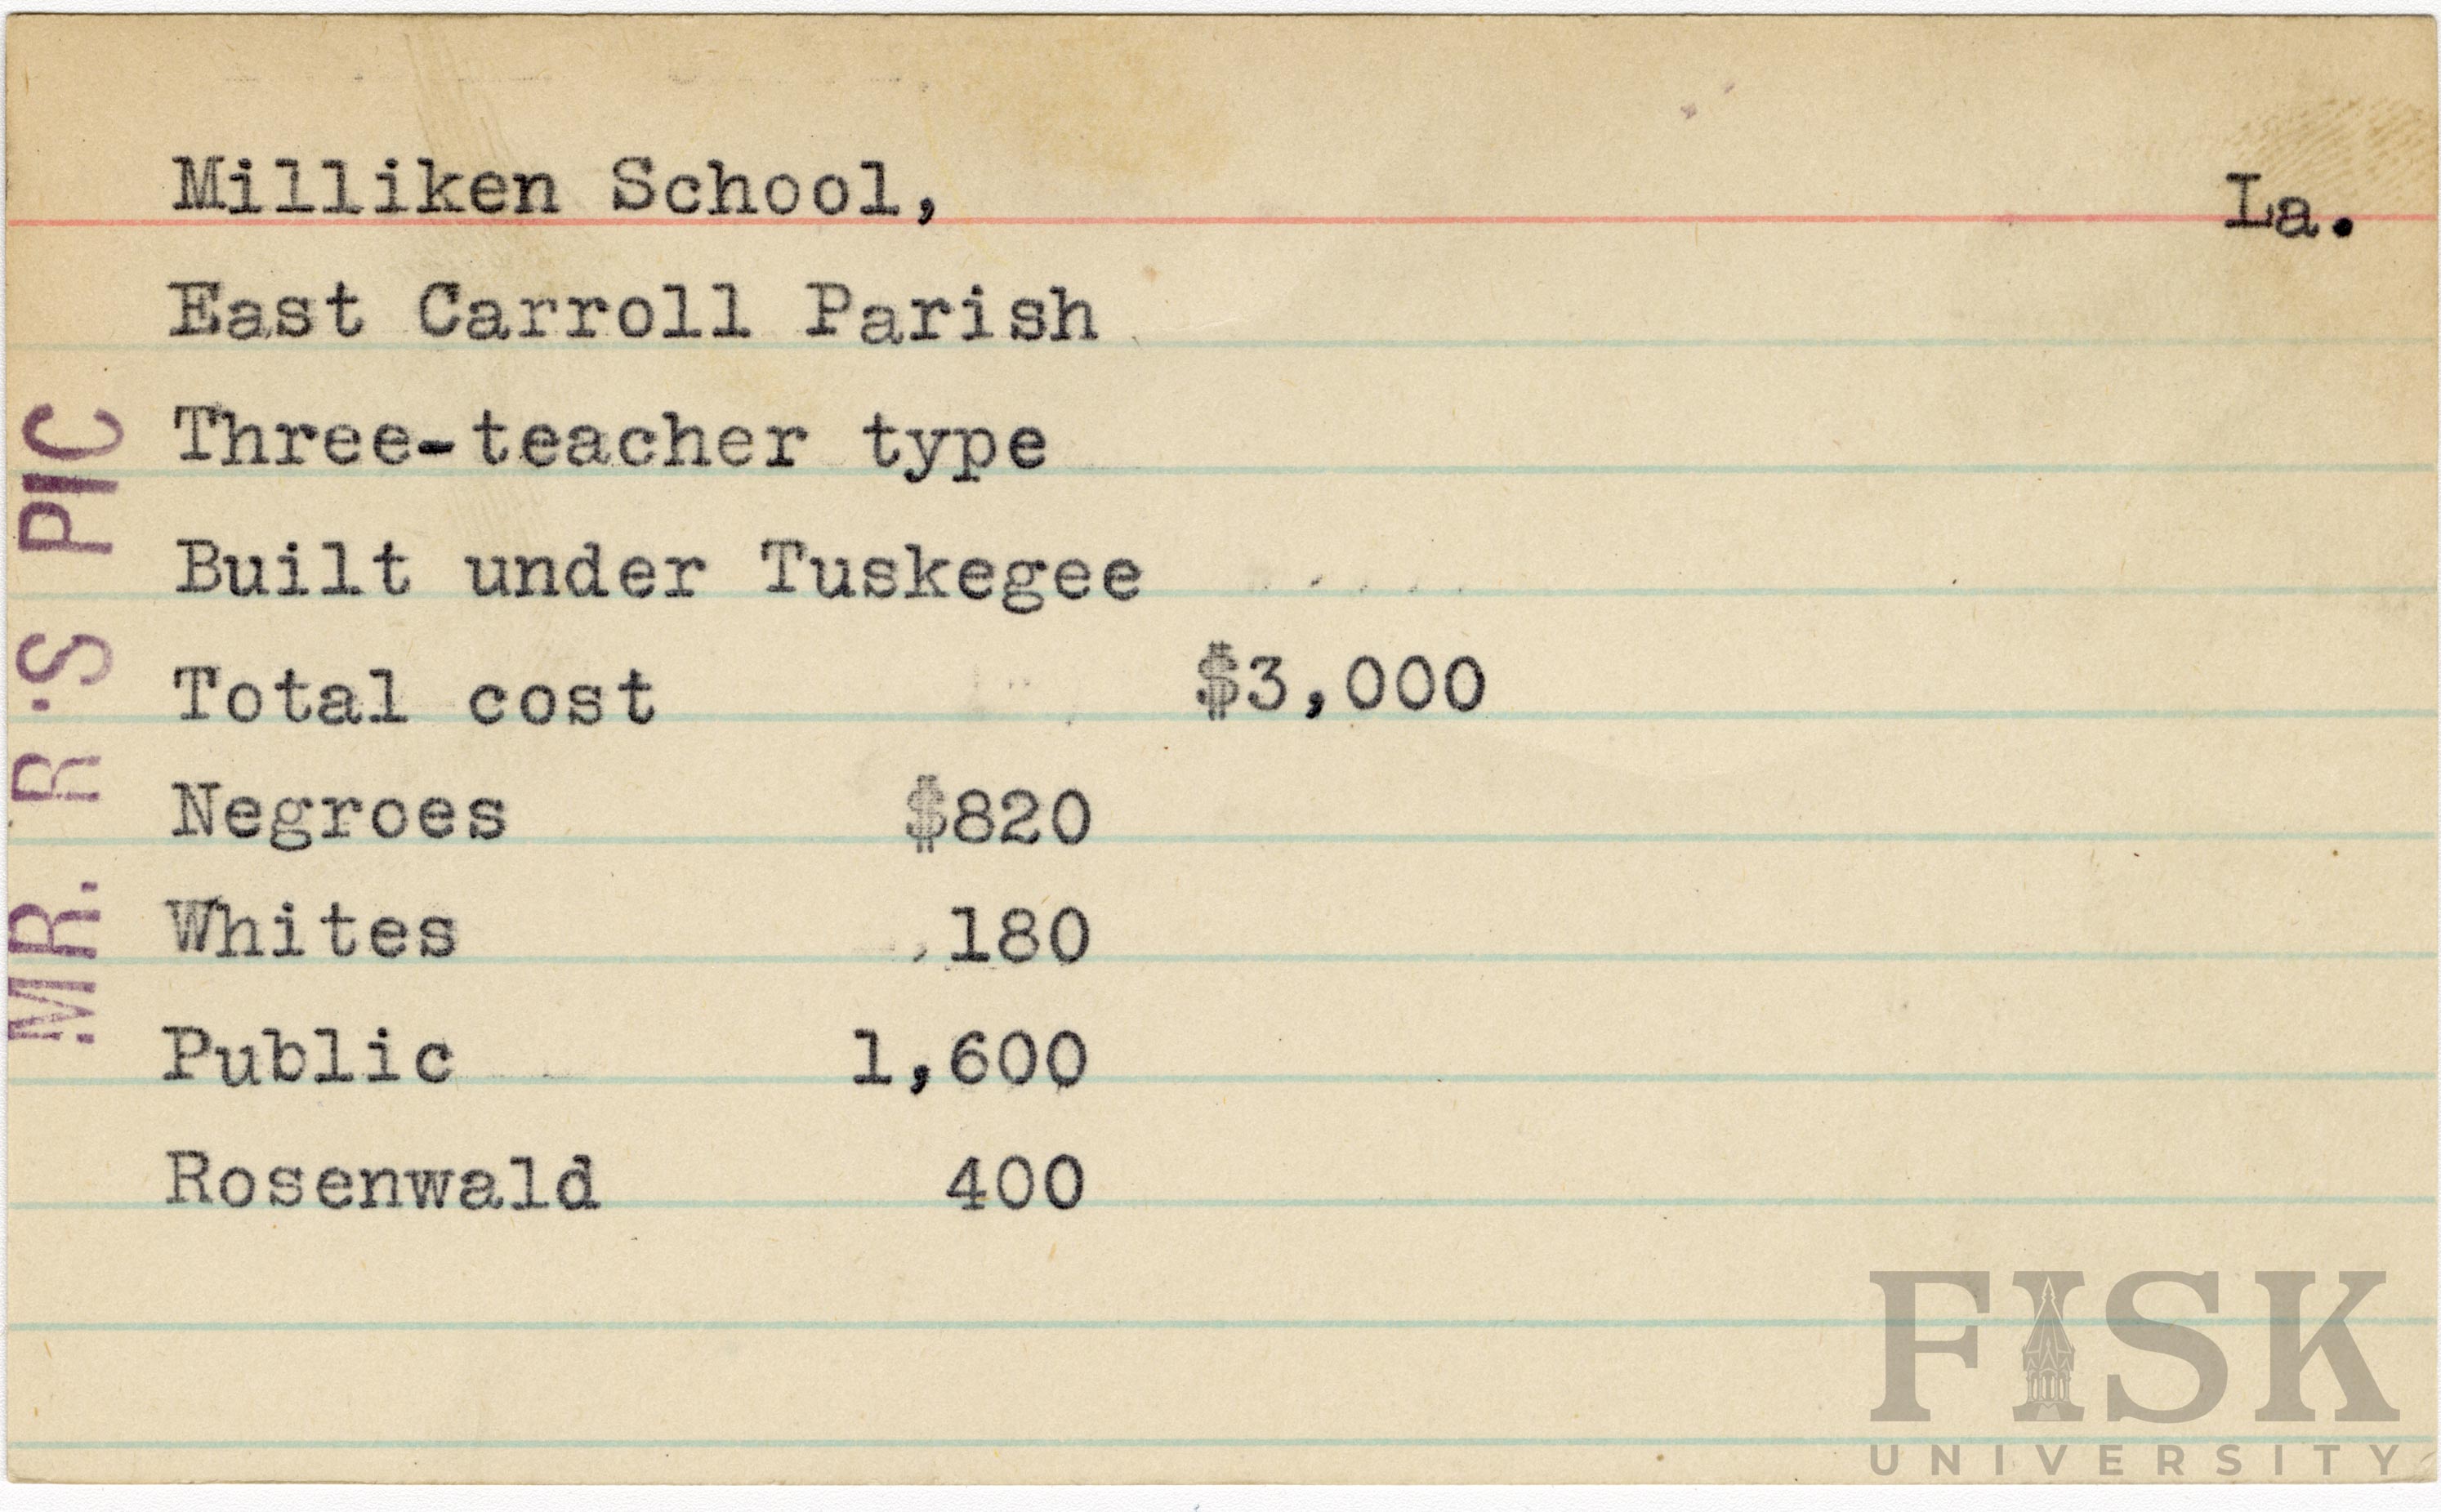 Milliken School, La.
East Carroll Parish
Three-teacher type
Built under Tuskegee
Total cost $3,000
Negroes $820
Whites 180
Public 1,600
Rosenwald 400
MR. R·S PIC
FISK
UNIVERSITY